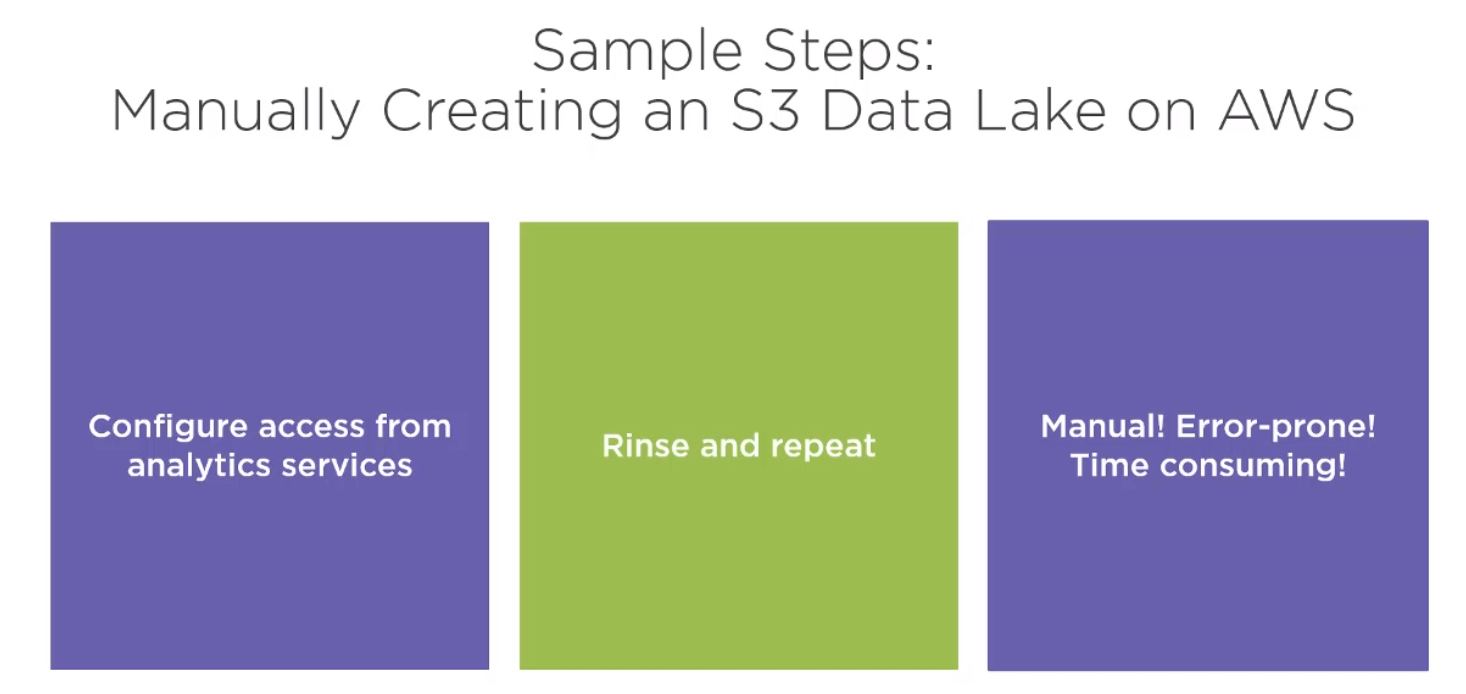 Sample Steps:
Manually Creating an S3 Data Lake on AWS
Configure access from
analytics services
Rinse and repeat
Manual! Error-prone!
Time consuming!